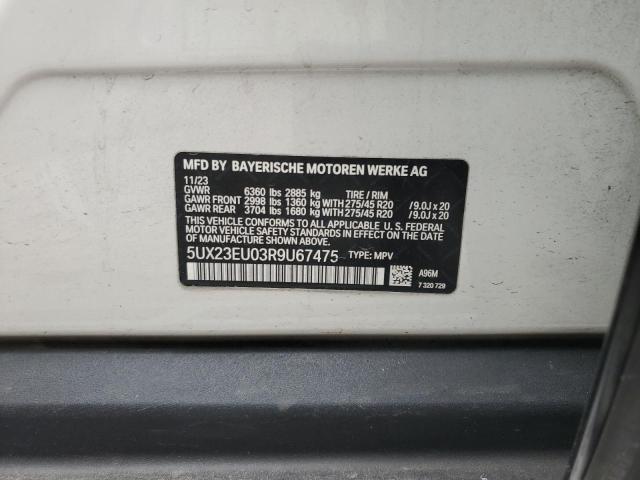 MFD BY BAYERISCHE MOTOREN WERKE AG
11/23
GVWR 6360 lbs 2885 kg TIRE / RIM
GAWR FRONT 2998 lbs 1360 kg WITH 275/45 R20 /9.0J x 20
GAWR REAR 3704 lbs 1680 kg WITH 275/45 R20 /9.0J x 20
THIS VEHICLE CONFORMS TO ALL APPLICABLE U.S. FEDERAL
MOTOR VEHICLE SAFETY STANDARDS IN EFFECT ON THE
DATE OF MANUFACTURE SHOWN ABOVE.
5UX23EU03R9U67475 TYPE: MPV
A96M
7 320 729